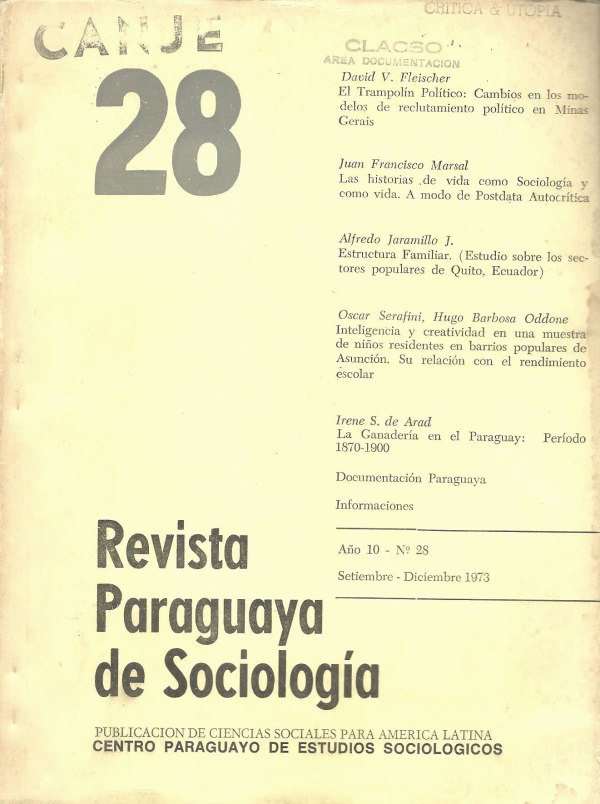 CRITICA & UTOPIA
CANJE
CLACSO
AREA DOCUMENTACION
28
David V. Fleischer
El Trampolín Político: Cambios en los mo-
delos de reclutamiento político en Minas
Gerais
Juan Francisco Marsal
Las historias de vida como Sociología y
como vida. A modo de Postdata Autocrítica
Alfredo Jaramillo J.
Estructura Familiar. (Estudio sobre los sec-
tores populares de Quito, Ecuador)
Oscar Serafini, Hugo Barbosa Oddone
Inteligencia y creatividad en una muestra
de niños residentes en barrios populares de
Asunción. Su relación con el rendimiento
escolar
Irene S. de Arad
La Ganadería en el Paraguay: Período
1870-1900
Documentación Paraguaya
Informaciones
Año 10 - Nº 28
Setiembre - Diciembre 1973
Revista
Paraguaya
de Sociología
PUBLICACION DE CIENCIAS SOCIALES PARA AMERICA LATINA
CENTRO PARAGUAYO DE ESTUDIOS SOCIOLOGICOS